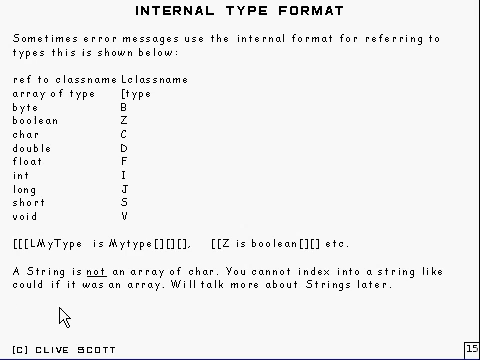 INTERNAL TYPE FORMAT
Sometimes error messages use the internal format for referring to
types this is shown below:
ref to classname Lclassname
array of type [type
byte B
boolean Z
char C
double D
float F
int I
long J
short S
void V
[[[LMyType is Mytype[][][], [[Z is boolean[][] etc.
A String is not an array of char. You cannot index into a string like
could if it was an array. Will talk more about Strings later.
[C] CLIVE SCOTT
15